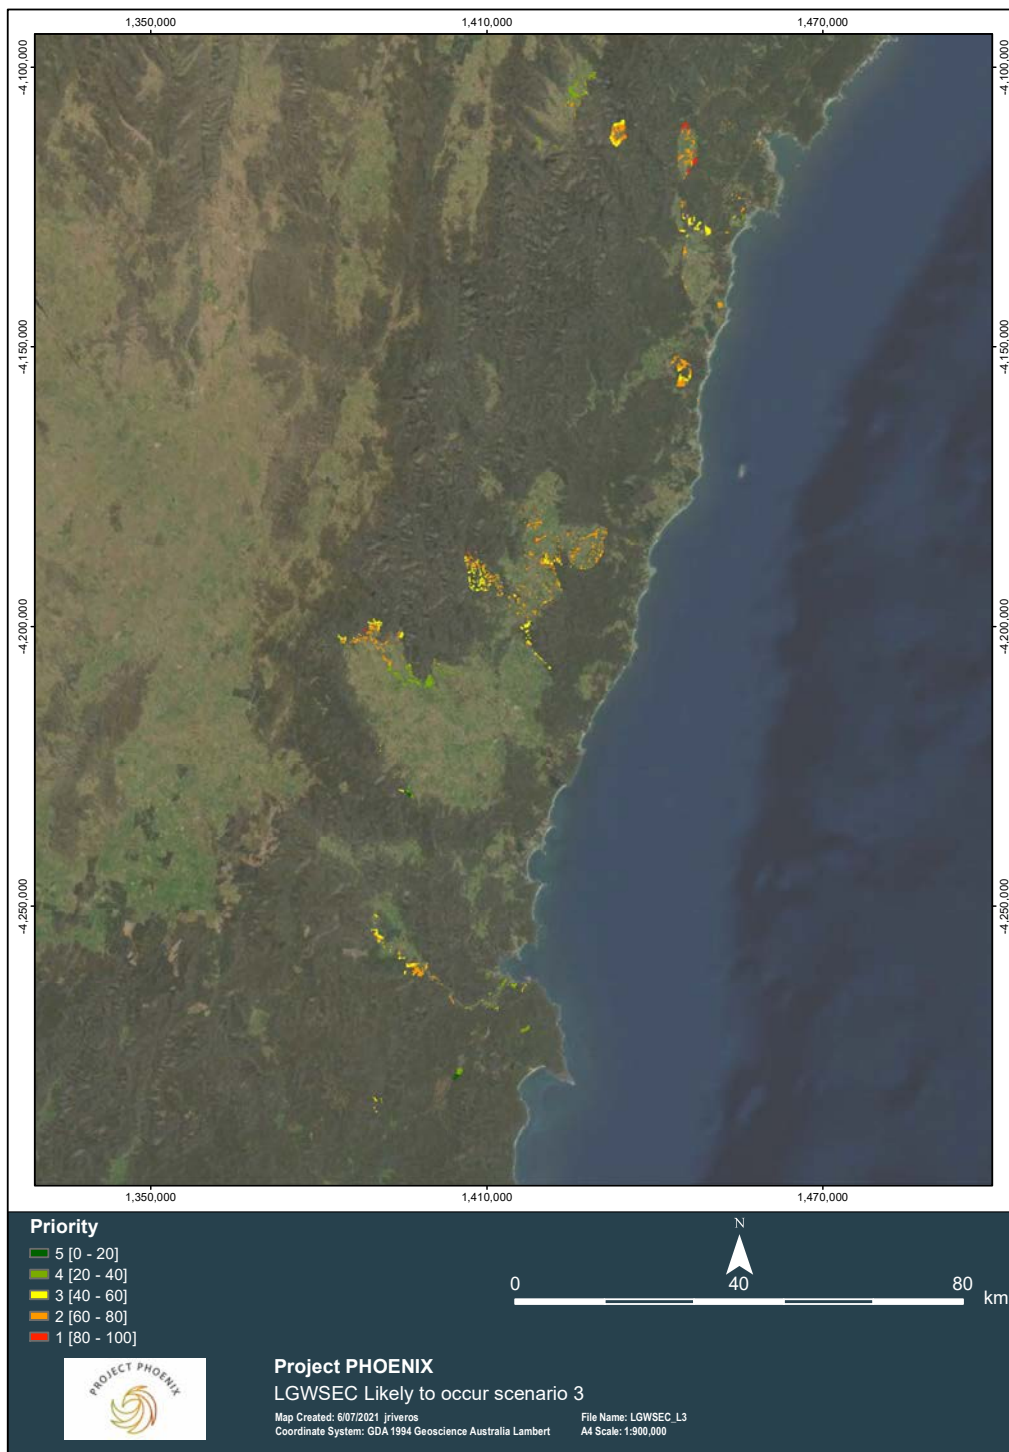 1,350,000 1,410,000 1,470,000
-4,100,000 -4,100,000
-4,150,000 -4,150,000
-4,200,000 -4,200,000
-4,250,000 -4,250,000
1,350,000 1,410,000 1,470,000
Priority
5 [0 - 20]
4 [20 - 40]
3 [40 - 60]
2 [60 - 80]
1 [80 - 100]
N
0 40 80
km
PROJECT PHOENIX
Project PHOENIX
LGWSEC Likely to occur scenario 3
Map Created: 6/07/2021 jriveros File Name: LGWSEC_L3
Coordinate System: GDA 1994 Geoscience Australia Lambert A4 Scale: 1:900,000